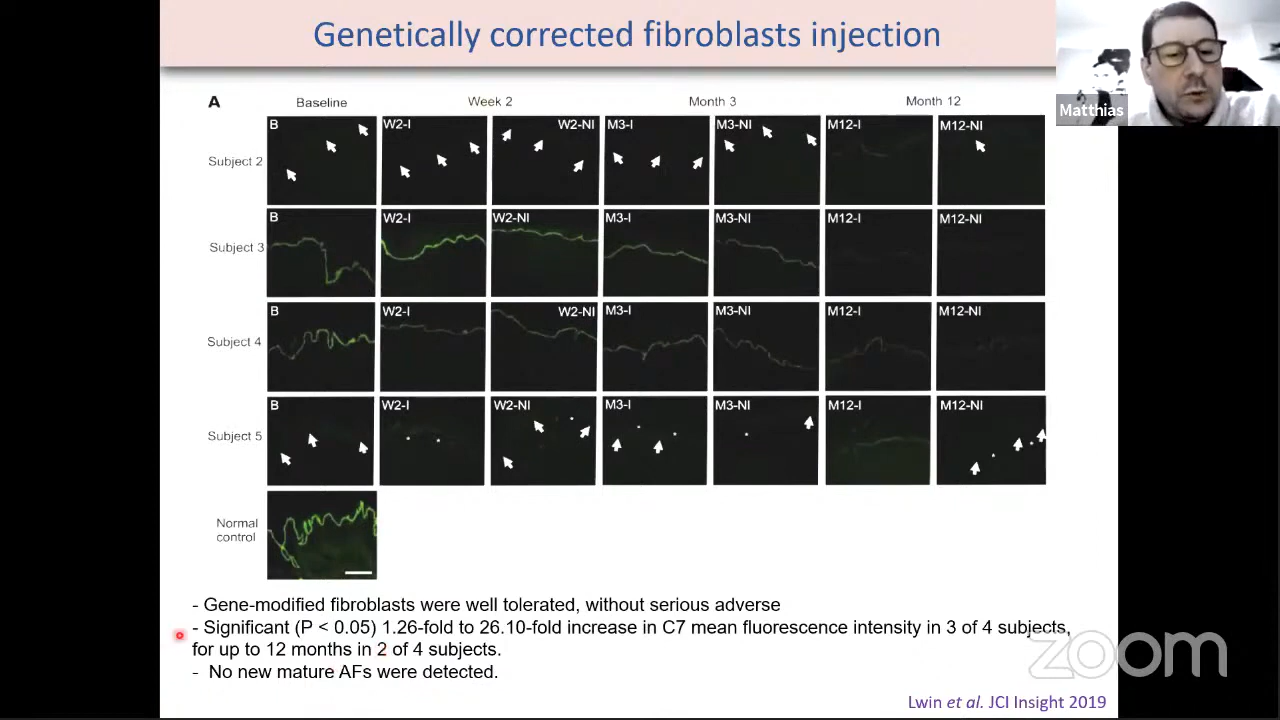 Genetically corrected fibroblasts injection
Matthias
A
Baseline Week 2 Month 3 Month 12
Subject 2
B W2-I W2-NI M3-I M3-NI M12-I M12-NI
Subject 3
B W2-I W2-NI M3-I M3-NI M12-I M12-NI
Subject 4
B W2-I W2-NI M3-I M3-NI M12-I M12-NI
Subject 5
B W2-I W2-NI M3-I M3-NI M12-I M12-NI
Normal
control
- Gene-modified fibroblasts were well tolerated, without serious adverse
- Significant (P < 0.05) 1.26-fold to 26.10-fold increase in C7 mean fluorescence intensity in 3 of 4 subjects,
for up to 12 months in 2 of 4 subjects.
- No new mature AFs were detected.
zoom
Lwin et al. JCI Insight 2019